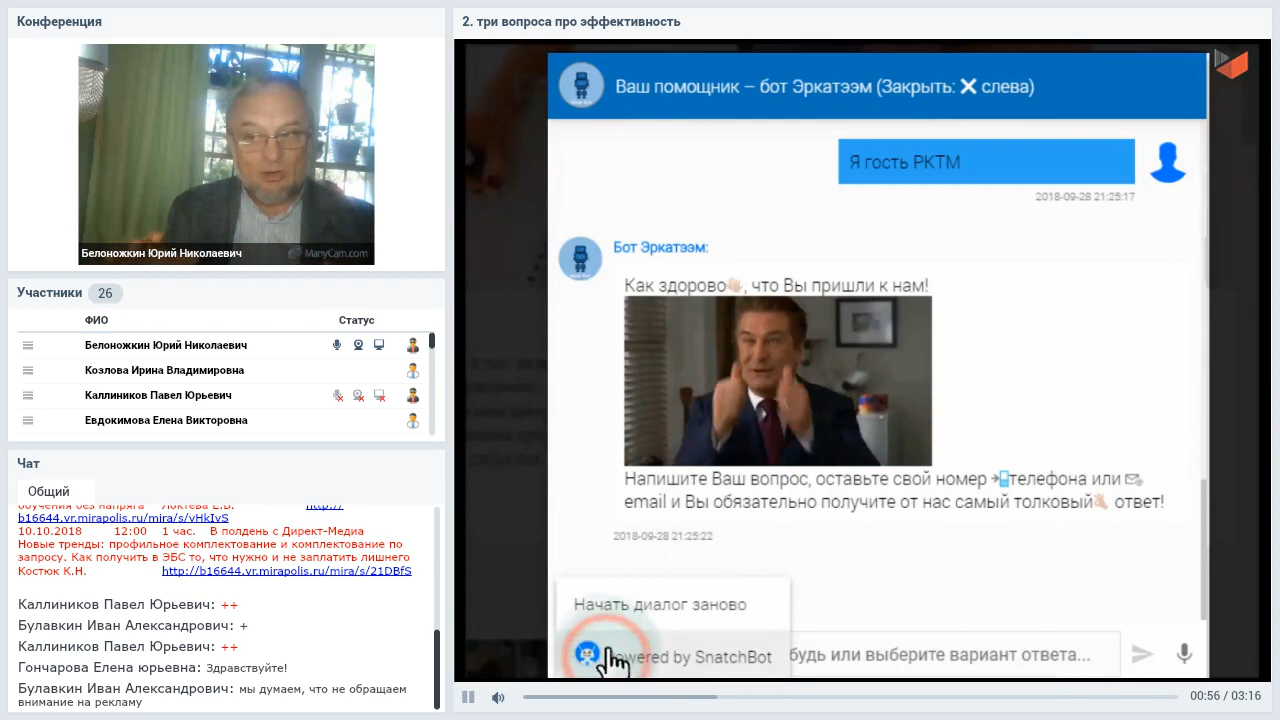 Конференция
Белоножкин Юрий Николаевич
ManyCam.com
Участники 26
ФИО Статус
Белоножкин Юрий Николаевич
Козлова Ирина Владимировна
Каллиников Павел Юрьевич
Евдокимова Елена Викторовна
Чат
Общий
обучения без напряга Локтева Е.В. http://
b16644.vr.mirapolis.ru/mira/s/vHkIvS
10.10.2018 12:00 1 час. В полдень с Директ-Медиа
Новые тренды: профильное комплектование и комплектование по
запросу, Как получить в ЭБС то, что нужно и не заплатить лишнего
Костюк К.Н. http://b16644.vr.mirapolis.ru/mira/s/21DBfS
Каллиников Павел Юрьевич: ++
Булавкин Иван Александрович: +
Каллиников Павел Юрьевич: ++
Гончарова Елена юрьевна: Здравствуйте!
Булавкин Иван Александрович: мы думаем, что не обращаем
внимание на рекламу
2. три вопроса про эффективность
Ваш помощник – бот Эркатээм (Закрыть: ❌ слева)
Я гость РКТМ
2018-09-28 21:25:17
Бот Эркатээм:
Как здорово👋, что Вы пришли к нам!
Напишите Ваш вопрос, оставьте свой номер 📲телефона или 📧
email и Вы обязательно получите от нас самый толковый👌 ответ!
2018-09-28 21:25:22
Начать диалог заново
owered by SnatchBot
будь или выберите вариант ответа...
00:56 / 03:16